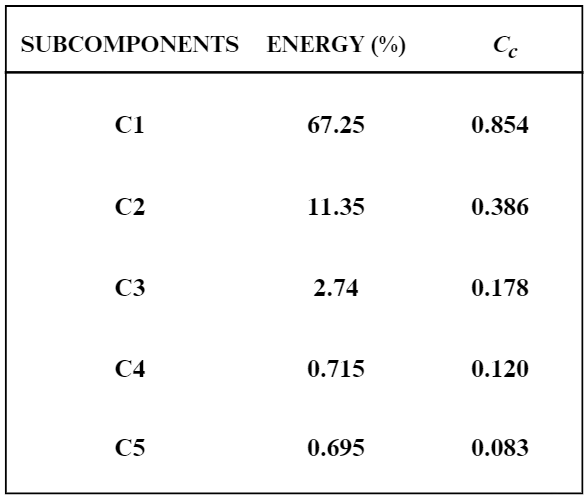 SUBCOMPONENTS ENERGY (%) Cc
C1 67.25 0.854
C2 11.35 0.386
C3 2.74 0.178
C4 0.715 0.120
C5 0.695 0.083